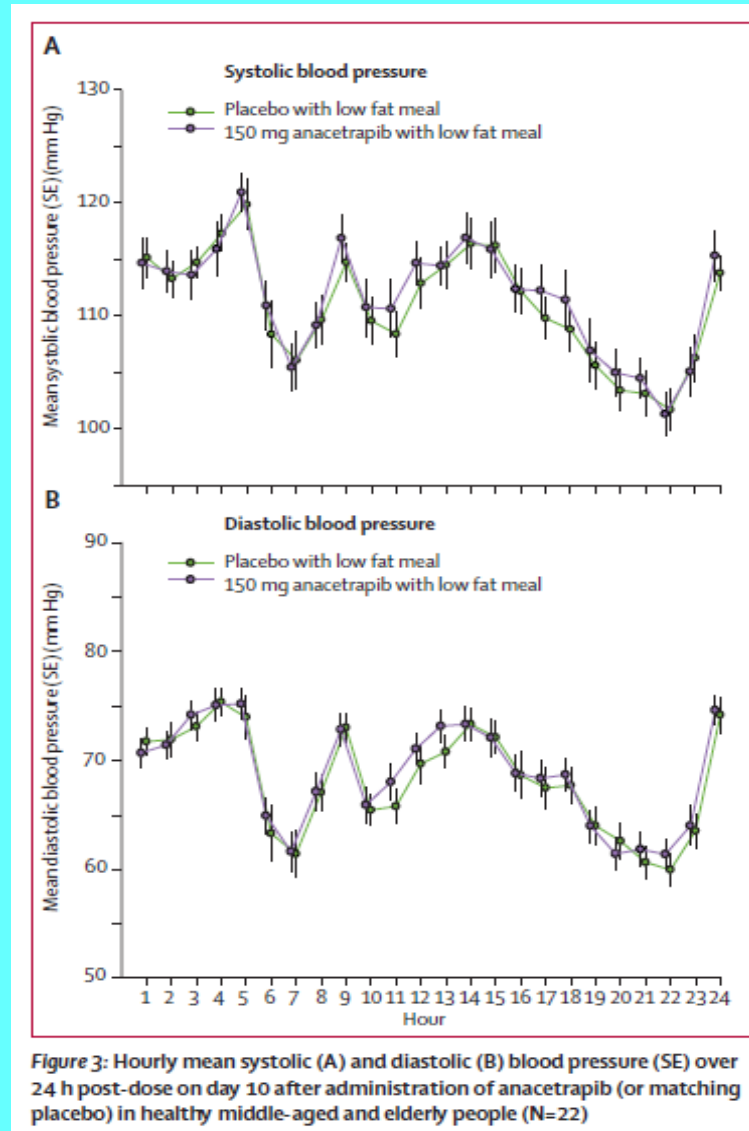 A
Systolic blood pressure
Placebo with low fat meal
150 mg anacetrapib with low fat meal
Mean systolic blood pressure (SE) (mm Hg)
130
120
110
100
B
Diastolic blood pressure
Placebo with low fat meal
150 mg anacetrapib with low fat meal
Mean diastolic blood pressure (SE) (mm Hg)
90
80
70
60
50
1 2 3 4 5 6 7 8 9 10 11 12 13 14 15 16 17 18 19 20 21 22 23 24
Hour
Figure 3: Hourly mean systolic (A) and diastolic (B) blood pressure (SE) over
24 h post-dose on day 10 after administration of anacetrapib (or matching
placebo) in healthy middle-aged and elderly people (N=22)